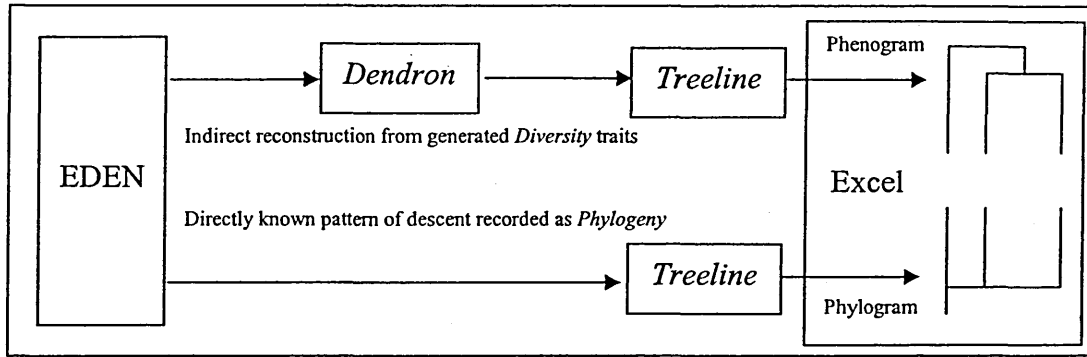 Phenogram
Dendron
Treeline
Indirect reconstruction from generated Diversity traits
EDEN
Excel
Directly known pattern of descent recorded as Phylogeny
Treeline
Phylogram